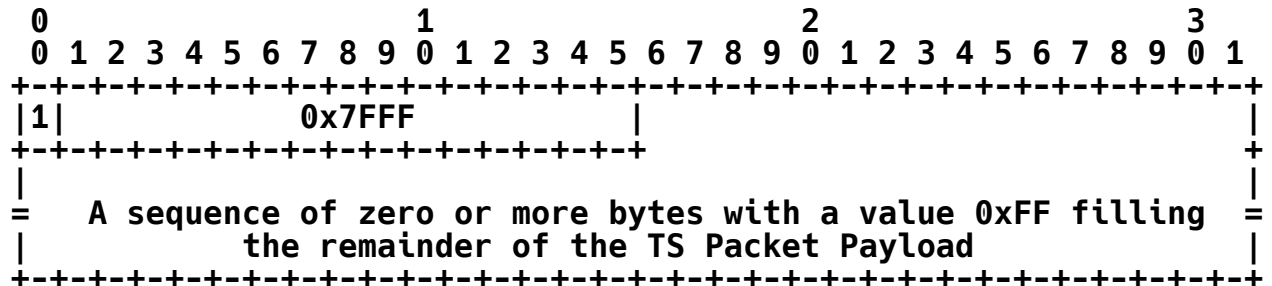 0                   1                   2                   3
 0 1 2 3 4 5 6 7 8 9 0 1 2 3 4 5 6 7 8 9 0 1 2 3 4 5 6 7 8 9 0 1
+-+-+-+-+-+-+-+-+-+-+-+-+-+-+-+-+-+-+-+-+-+-+-+-+-+-+-+-+-+-+-+-+
|1|            0x7FFF           |                               |
+-+-+-+-+-+-+-+-+-+-+-+-+-+-+-+-+                               +
|                                                               |
=   A sequence of zero or more bytes with a value 0xFF filling  =
|           the remainder of the TS Packet Payload              |
+-+-+-+-+-+-+-+-+-+-+-+-+-+-+-+-+-+-+-+-+-+-+-+-+-+-+-+-+-+-+-+-+